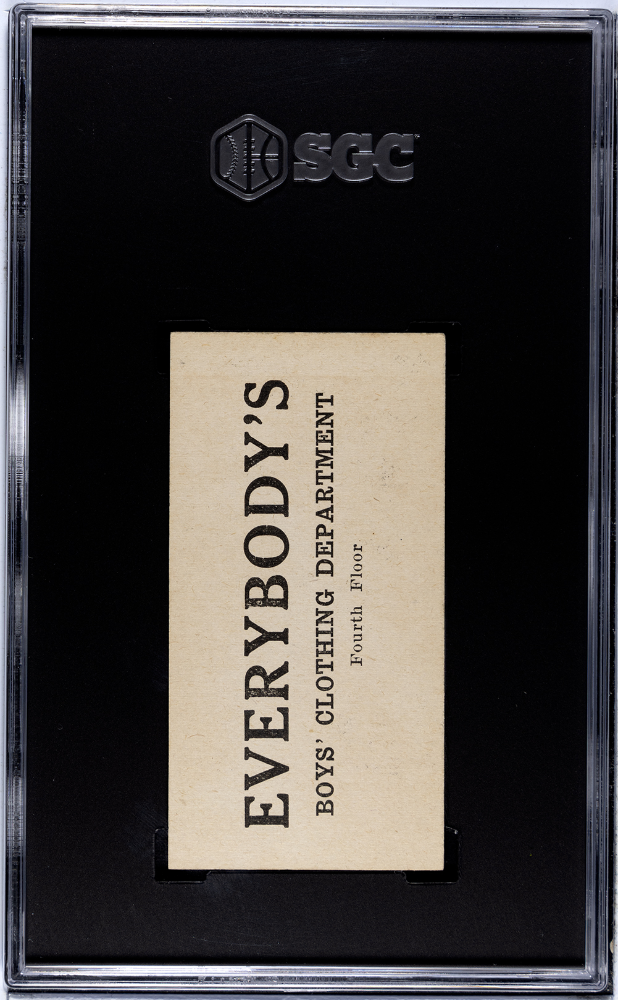 SGC
EVERYBODY'S
BOYS' CLOTHING DEPARTMENT
Fourth Floor